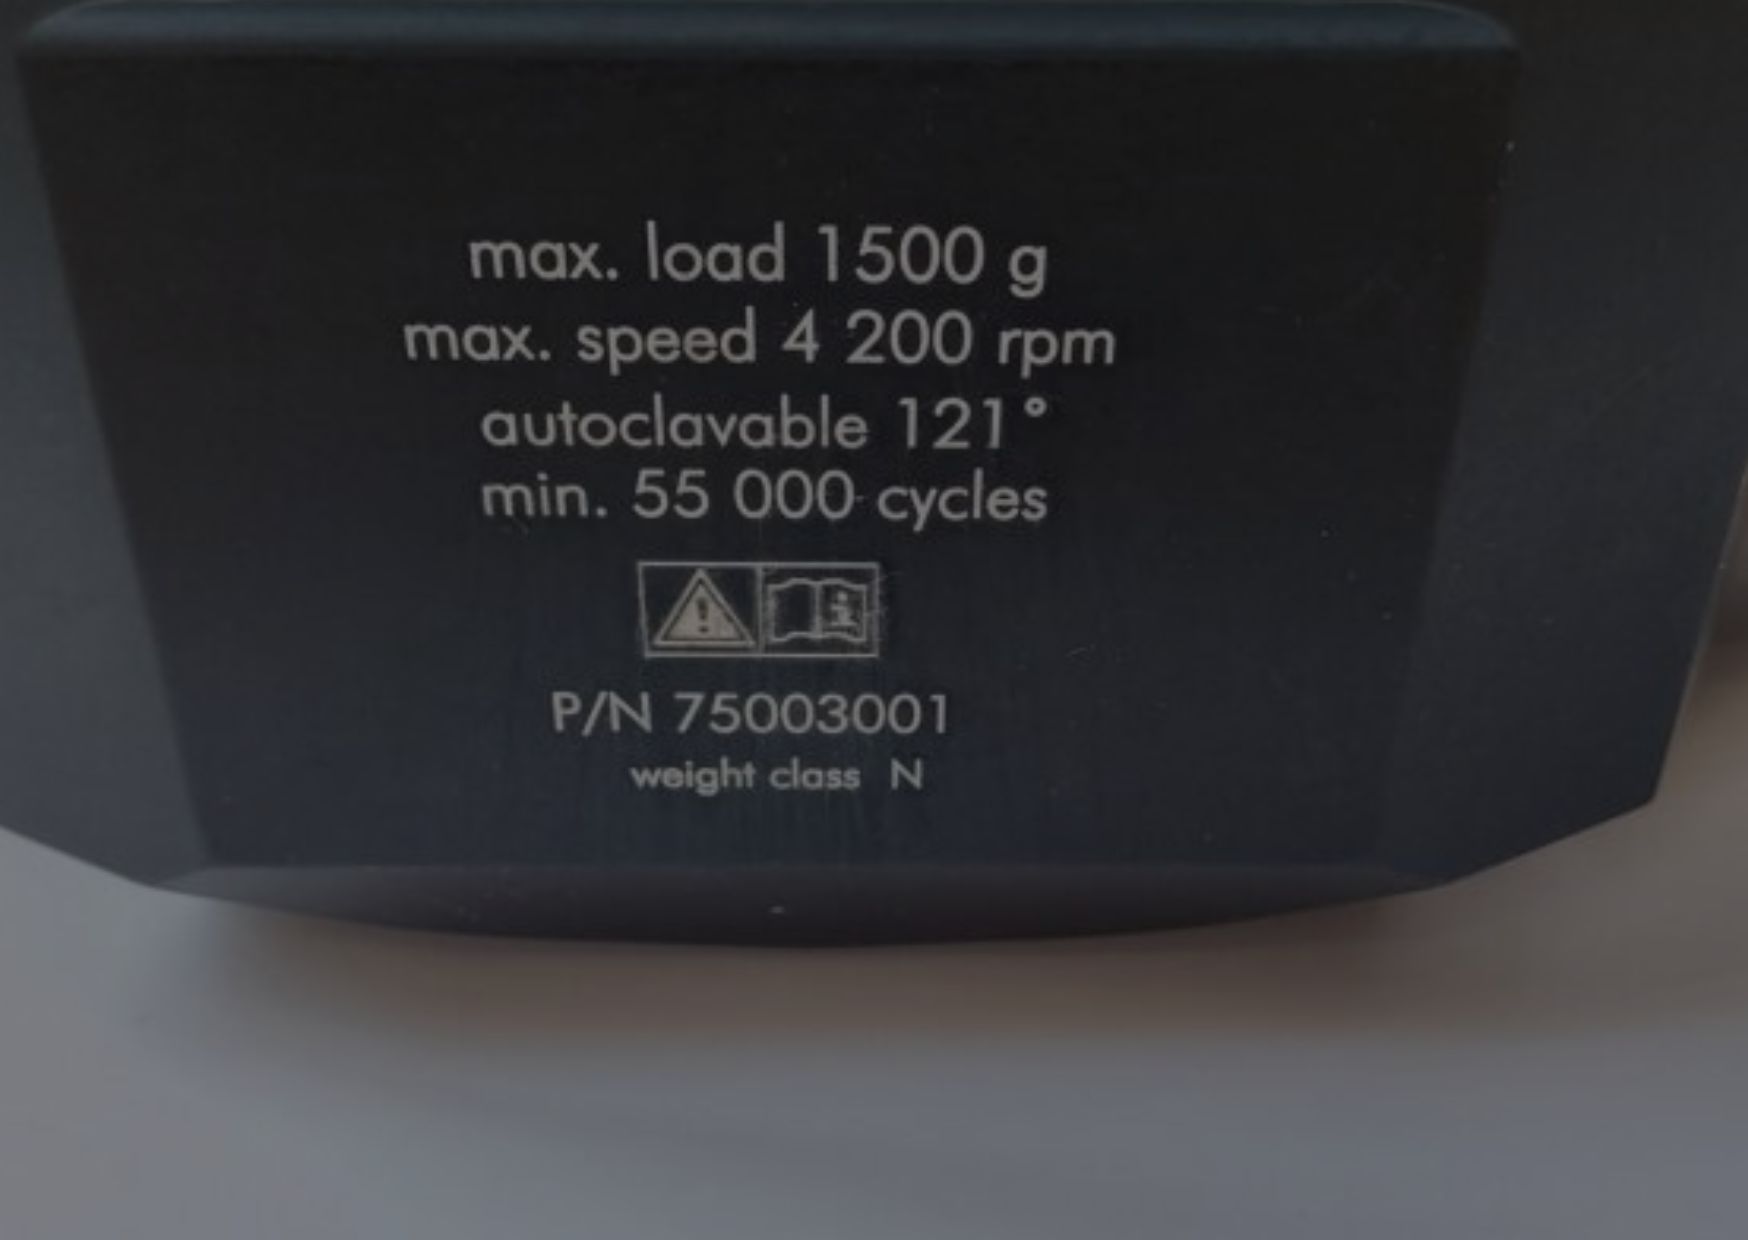 max. load 1500 g
max. speed 4 200 rpm
autoclavable 121°
min. 55 000 cycles
P/N 75003001
weight class N